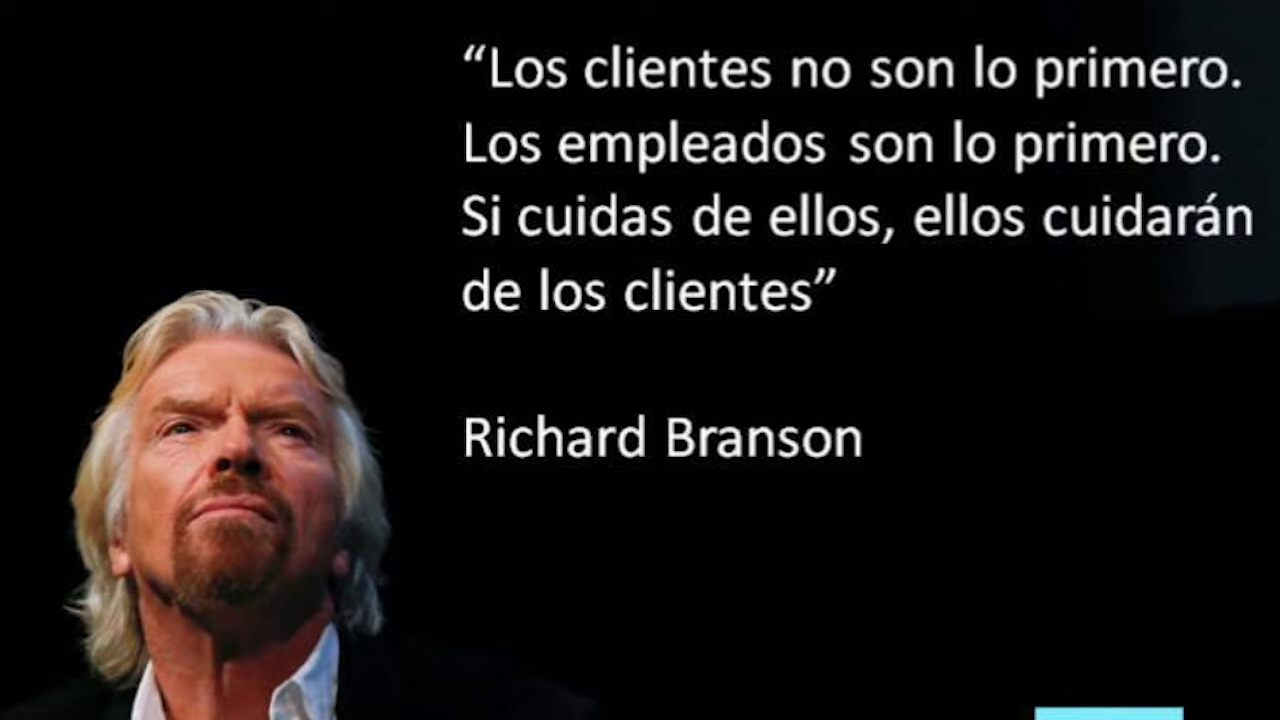 “Los clientes no son lo primero.
Los empleados son lo primero.
Si cuidas de ellos, ellos cuidarán
de los clientes”
Richard Branson